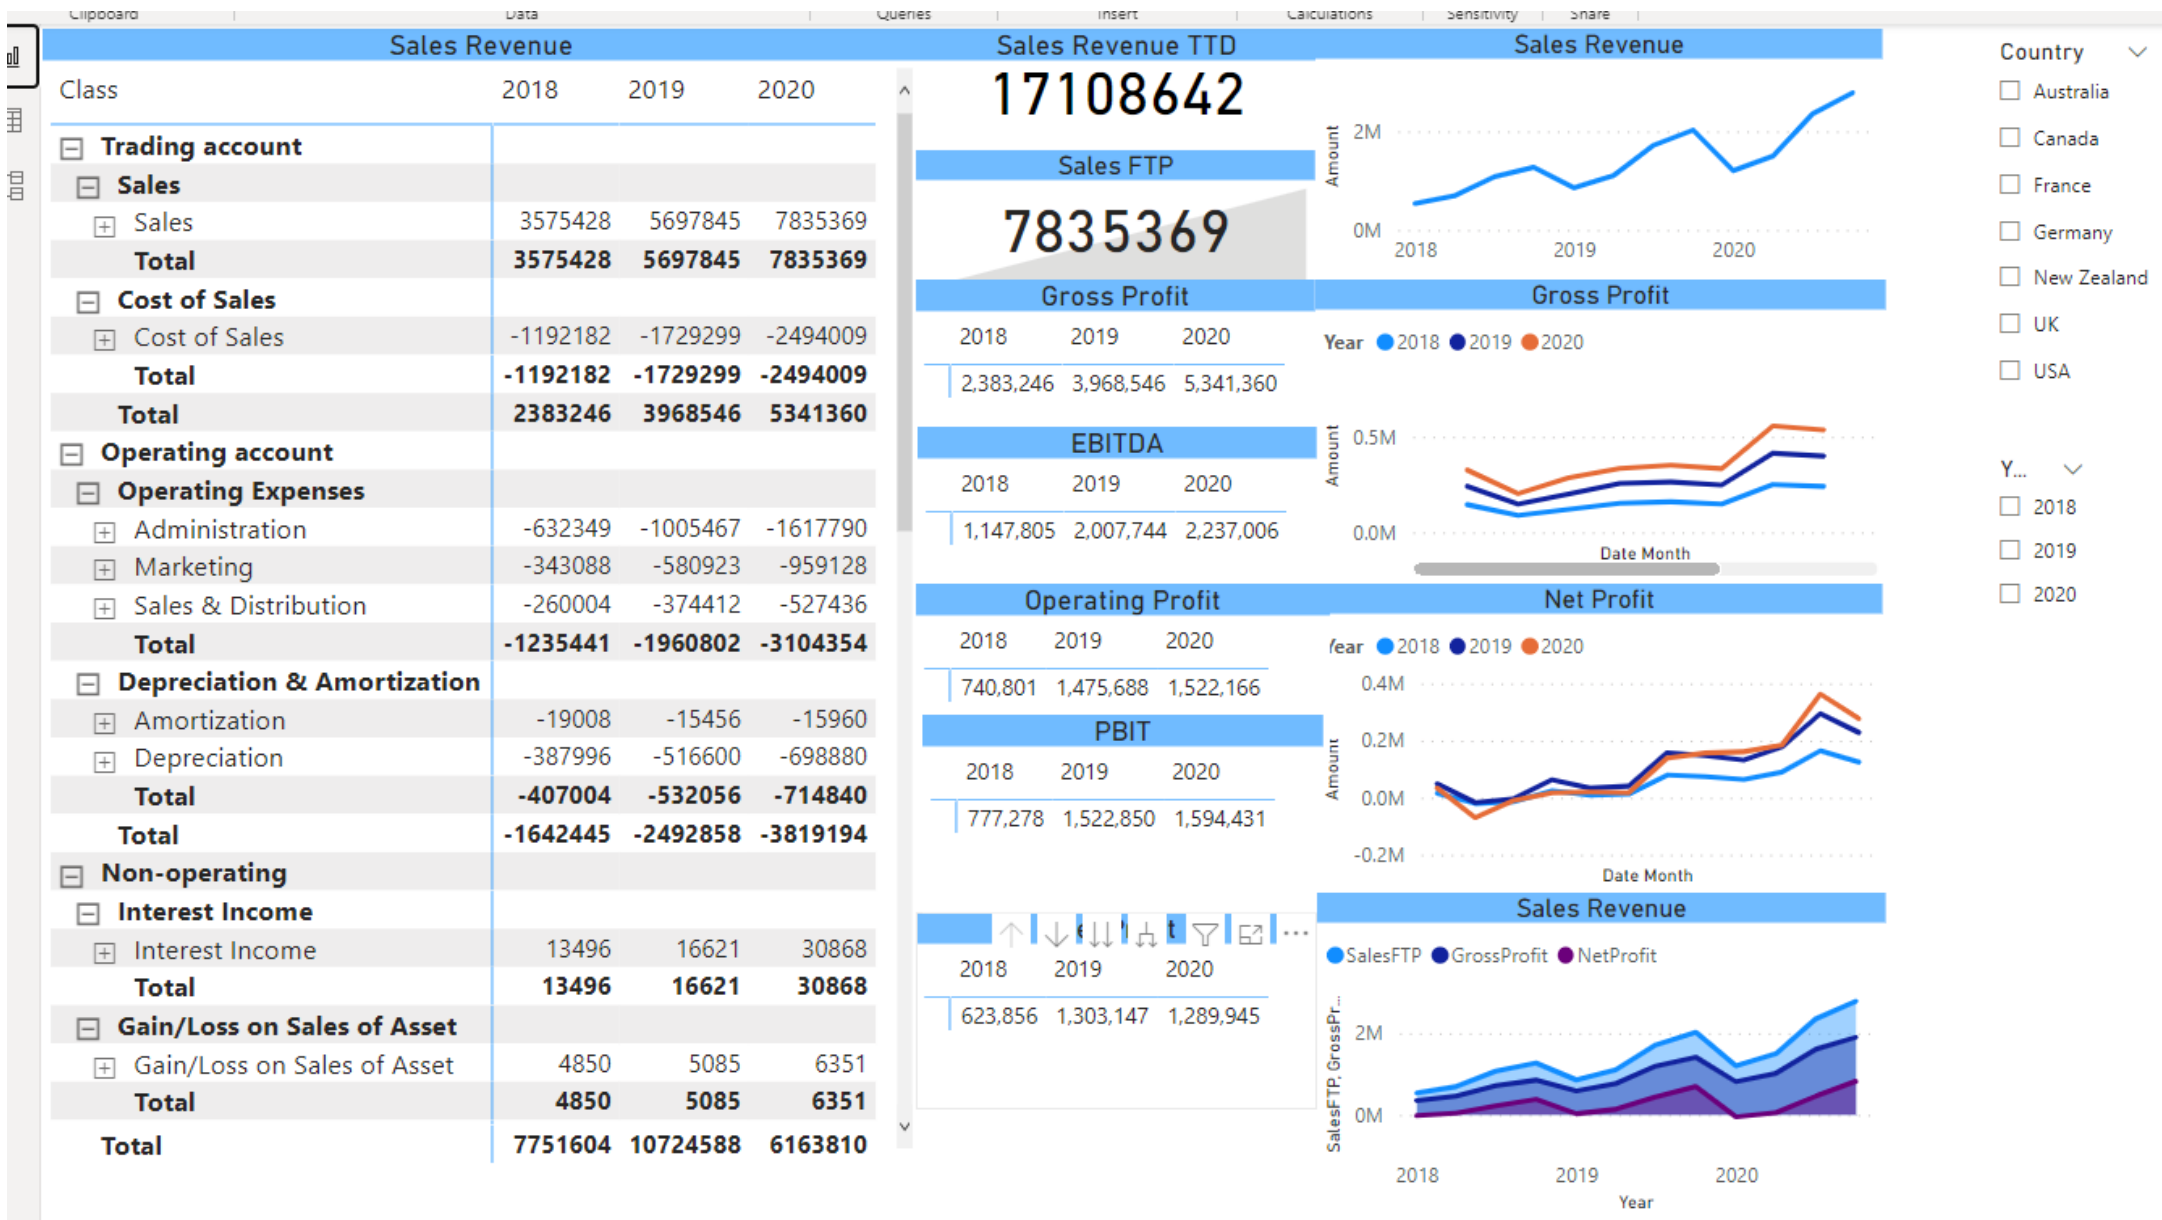 Clipboard Data Queries Insert Calculations Sensitivity Share
Sales Revenue
Class 2018 2019 2020
Trading account
Sales
Sales 3575428 5697845 7835369
Total 3575428 5697845 7835369
Cost of Sales
Cost of Sales -1192182 -1729299 -2494009
Total -1192182 -1729299 -2494009
Total 2383246 3968546 5341360
Operating account
Operating Expenses
Administration -632349 -1005467 -1617790
Marketing -343088 -580923 -959128
Sales & Distribution -260004 -374412 -527436
Total -1235441 -1960802 -3104354
Depreciation & Amortization
Amortization -19008 -15456 -15960
Depreciation -387996 -516600 -698880
Total -407004 -532056 -714840
Total -1642445 -2492858 -3819194
Non-operating
Interest Income
Interest Income 13496 16621 30868
Total 13496 16621 30868
Gain/Loss on Sales of Asset
Gain/Loss on Sales of Asset 4850 5085 6351
Total 4850 5085 6351
Total 7751604 10724588 6163810
Sales Revenue TTD
17108642
Sales FTP
7835369
Gross Profit
2018 2019 2020
2,383,246 3,968,546 5,341,360
EBITDA
2018 2019 2020
1,147,805 2,007,744 2,237,006
Operating Profit
2018 2019 2020
740,801 1,475,688 1,522,166
PBIT
2018 2019 2020
777,278 1,522,850 1,594,431
2018 2019 2020
623,856 1,303,147 1,289,945
Sales Revenue
Amount
2M
0M
2018 2019 2020
Gross Profit
Year 2018 2019 2020
Amount
0.5M
0.0M
Date Month
Net Profit
Year 2018 2019 2020
Amount
0.4M
0.2M
0.0M
-0.2M
Date Month
Sales Revenue
SalesFTP GrossProfit NetProfit
SalesFTP, GrossPr...
2M
0M
2018 2019 2020
Year
Country
Australia
Canada
France
Germany
New Zealand
UK
USA
Y...
2018
2019
2020